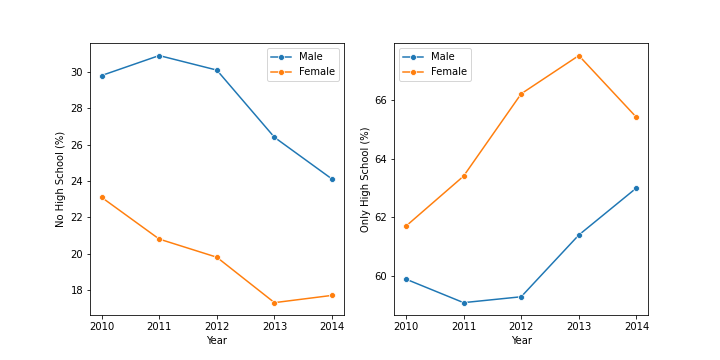 No High School (%)
30
28
26
24
22
20
18
2010 2011 2012 2013 2014
Year
Male
Female
Only High School (%)
66
64
62
60
2010 2011 2012 2013 2014
Year
Male
Female